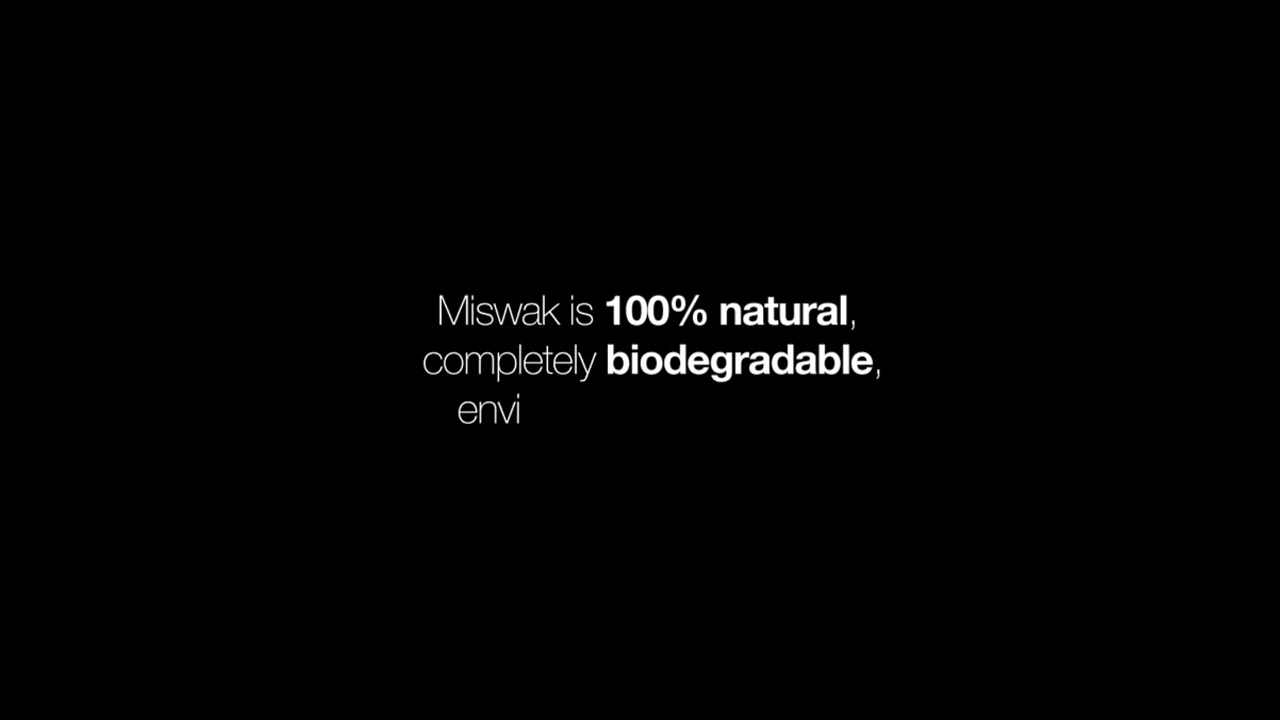 Miswak is 100% natural,
completely biodegradable,
envi